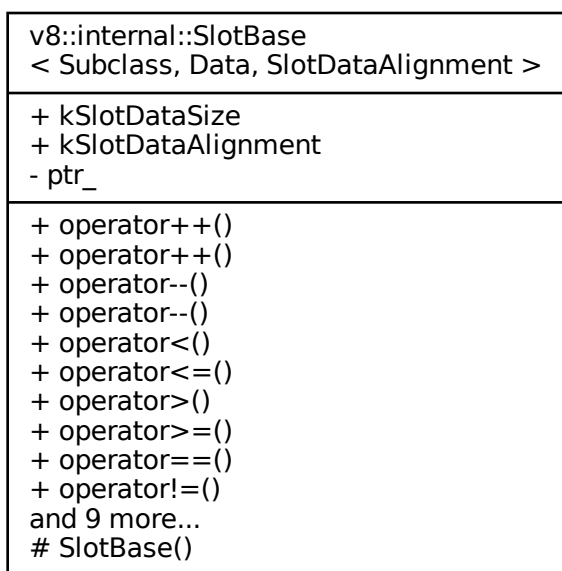 v8::internal::SlotBase
< Subclass, Data, SlotDataAlignment >
+ kSlotDataSize
+ kSlotDataAlignment
- ptr_
+ operator++()
+ operator++()
+ operator--()
+ operator--()
+ operator<()
+ operator<=()
+ operator>()
+ operator>=()
+ operator==()
+ operator!=()
and 9 more...
# SlotBase()